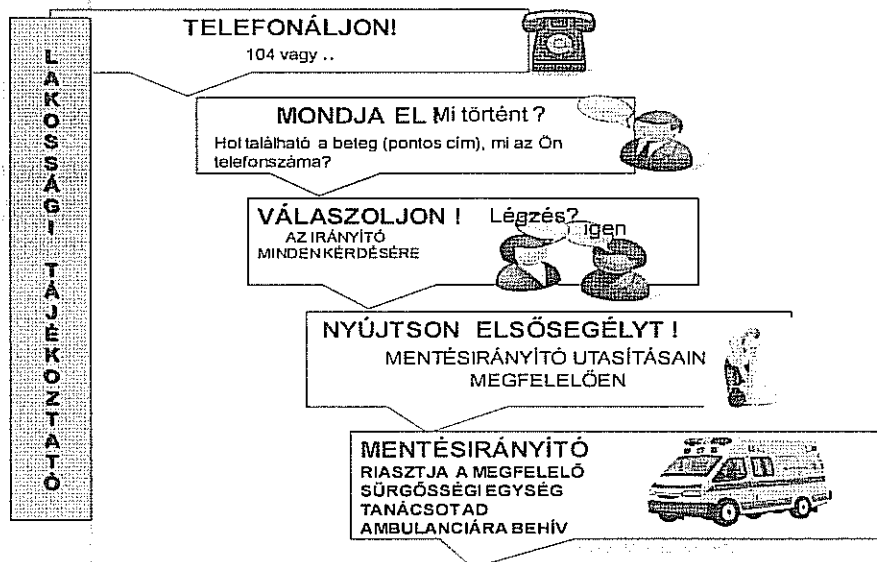 LAKOSSÁGI TÁJÉKOZTATÓ
TELEFONÁLJON!
104 vagy ..
MONDJA EL Mi történt?
Hol található a beteg (pontos cím), mi az Ön
telefonszáma?
VÁLASZOLJON !
AZ IRÁNYÍTÓ
MINDEN KÉRDÉSÉRE
Légzés?
igen
NYÚJTSON ELSŐSEGÉLYT !
MENTÉSIRÁNYÍTÓ UTASÍTÁSAIN
MEGFELELŐEN
MENTÉSIRÁNYÍTÓ
RIASZTJA A MEGFELELŐ
SÜRGŐSSÉGI EGYSÉG
TANÁCSOT AD
AMBULANCIÁRA BEHÍV